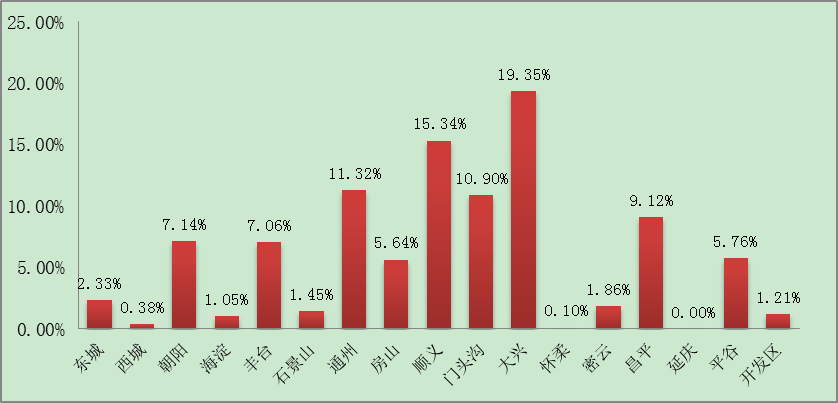 25.00%
20.00%
15.00%
10.00%
5.00%
0.00%
2.33%
0.38%
7.14%
1.05%
7.06%
1.45%
11.32%
5.64%
15.34%
10.90%
19.35%
0.10%
1.86%
9.12%
0.00%
5.76%
1.21%
东城
西城
朝阳
海淀
丰台
石景山
通州
房山
顺义
门头沟
大兴
怀柔
密云
昌平
延庆
平谷
开发区